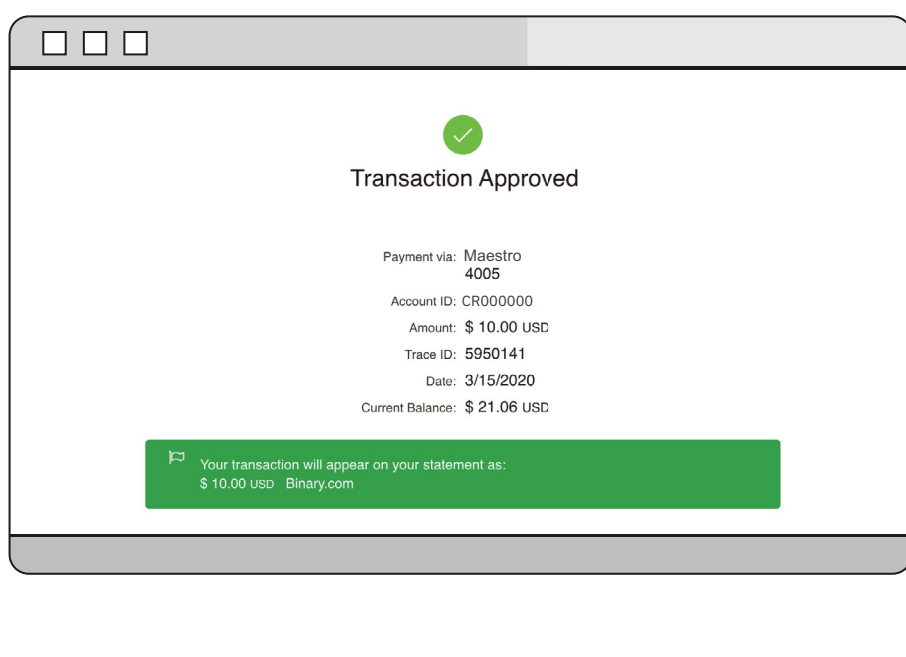 Transaction Approved
Payment via: Maestro
4005
Account ID: CR000000
Amount: $ 10.00 USD
Trace ID: 5950141
Date: 3/15/2020
Current Balance: $ 21.06 USD
Your transaction will appear on your statement as:
$ 10.00 USD Binary.com